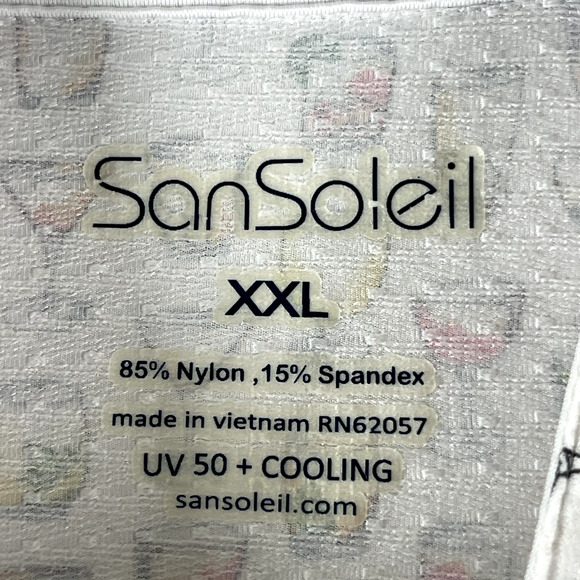 SanSoleil
XXL
85% Nylon ,15% Spandex
made in vietnam RN62057
UV 50 + COOLING
sansoleil.com